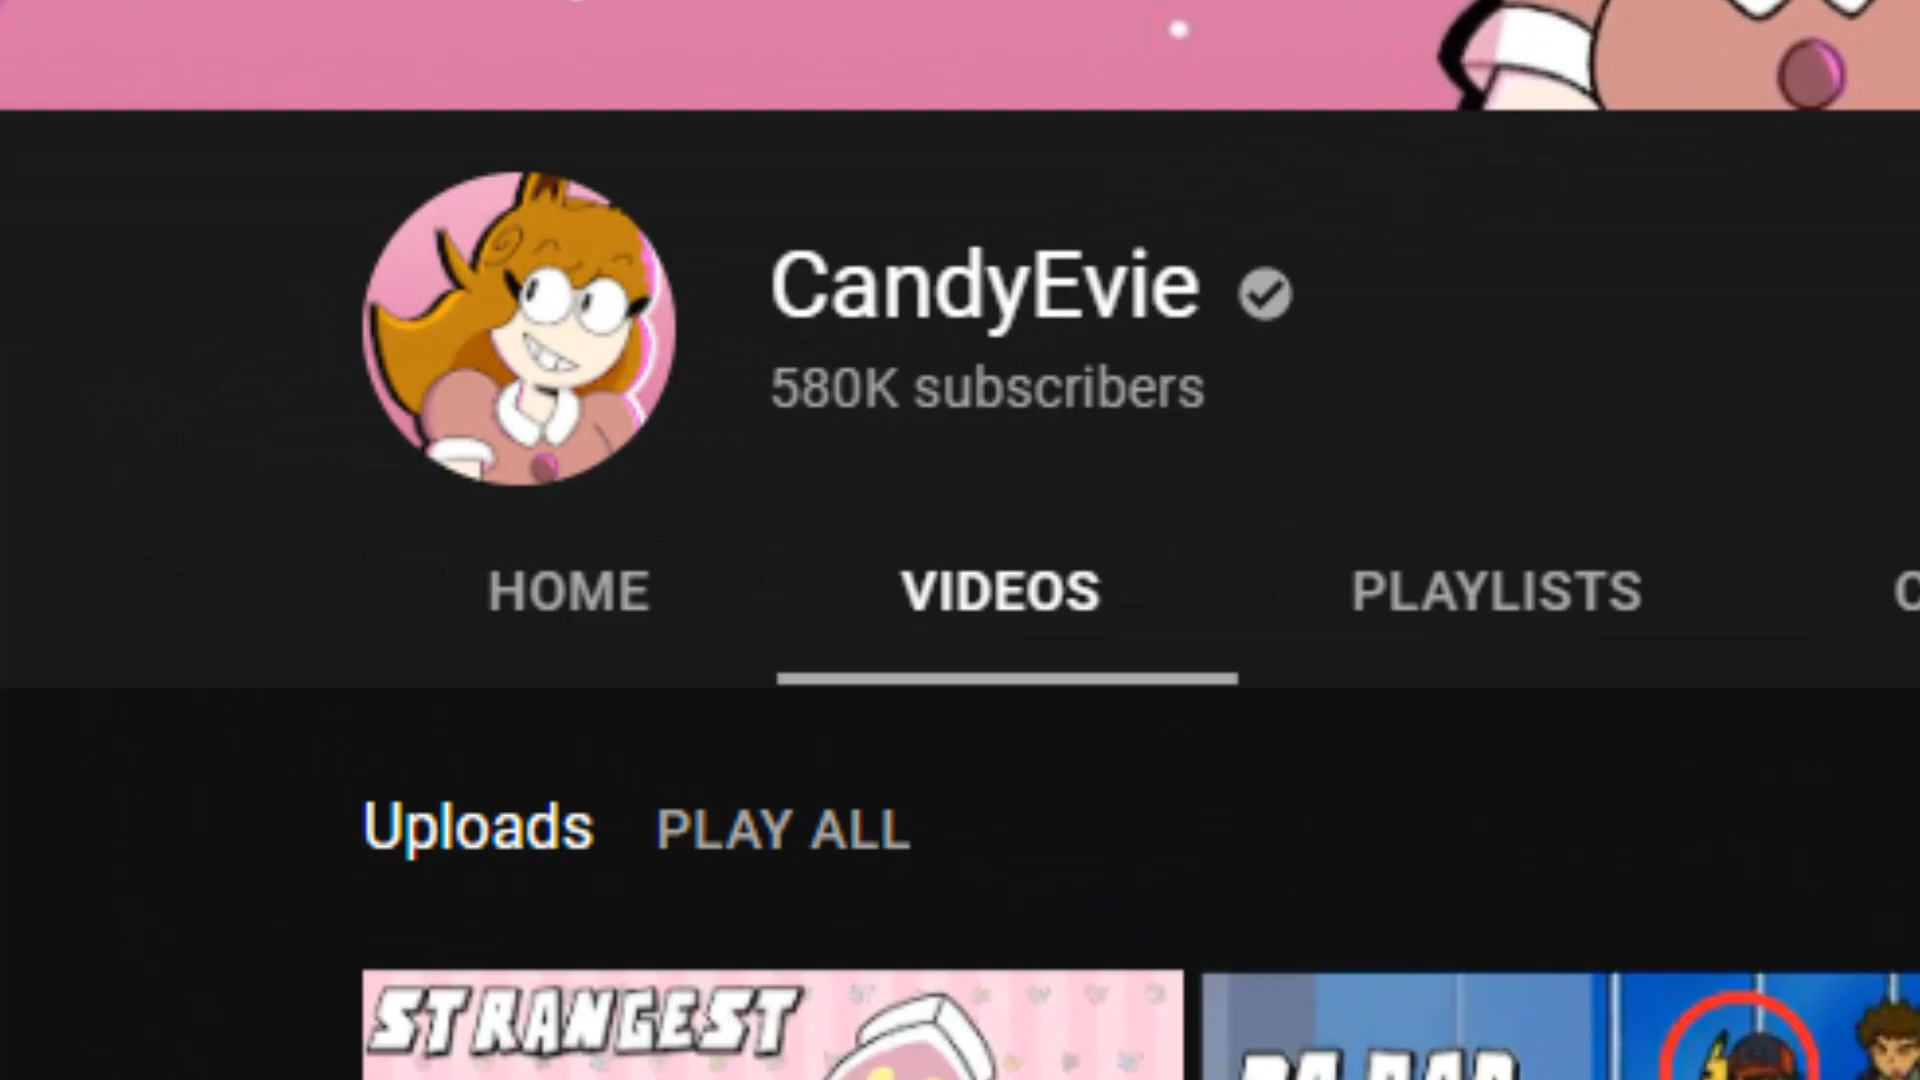 CandyEvie
580K subscribers
HOME VIDEOS PLAYLISTS
Uploads PLAY ALL
STRANGEST